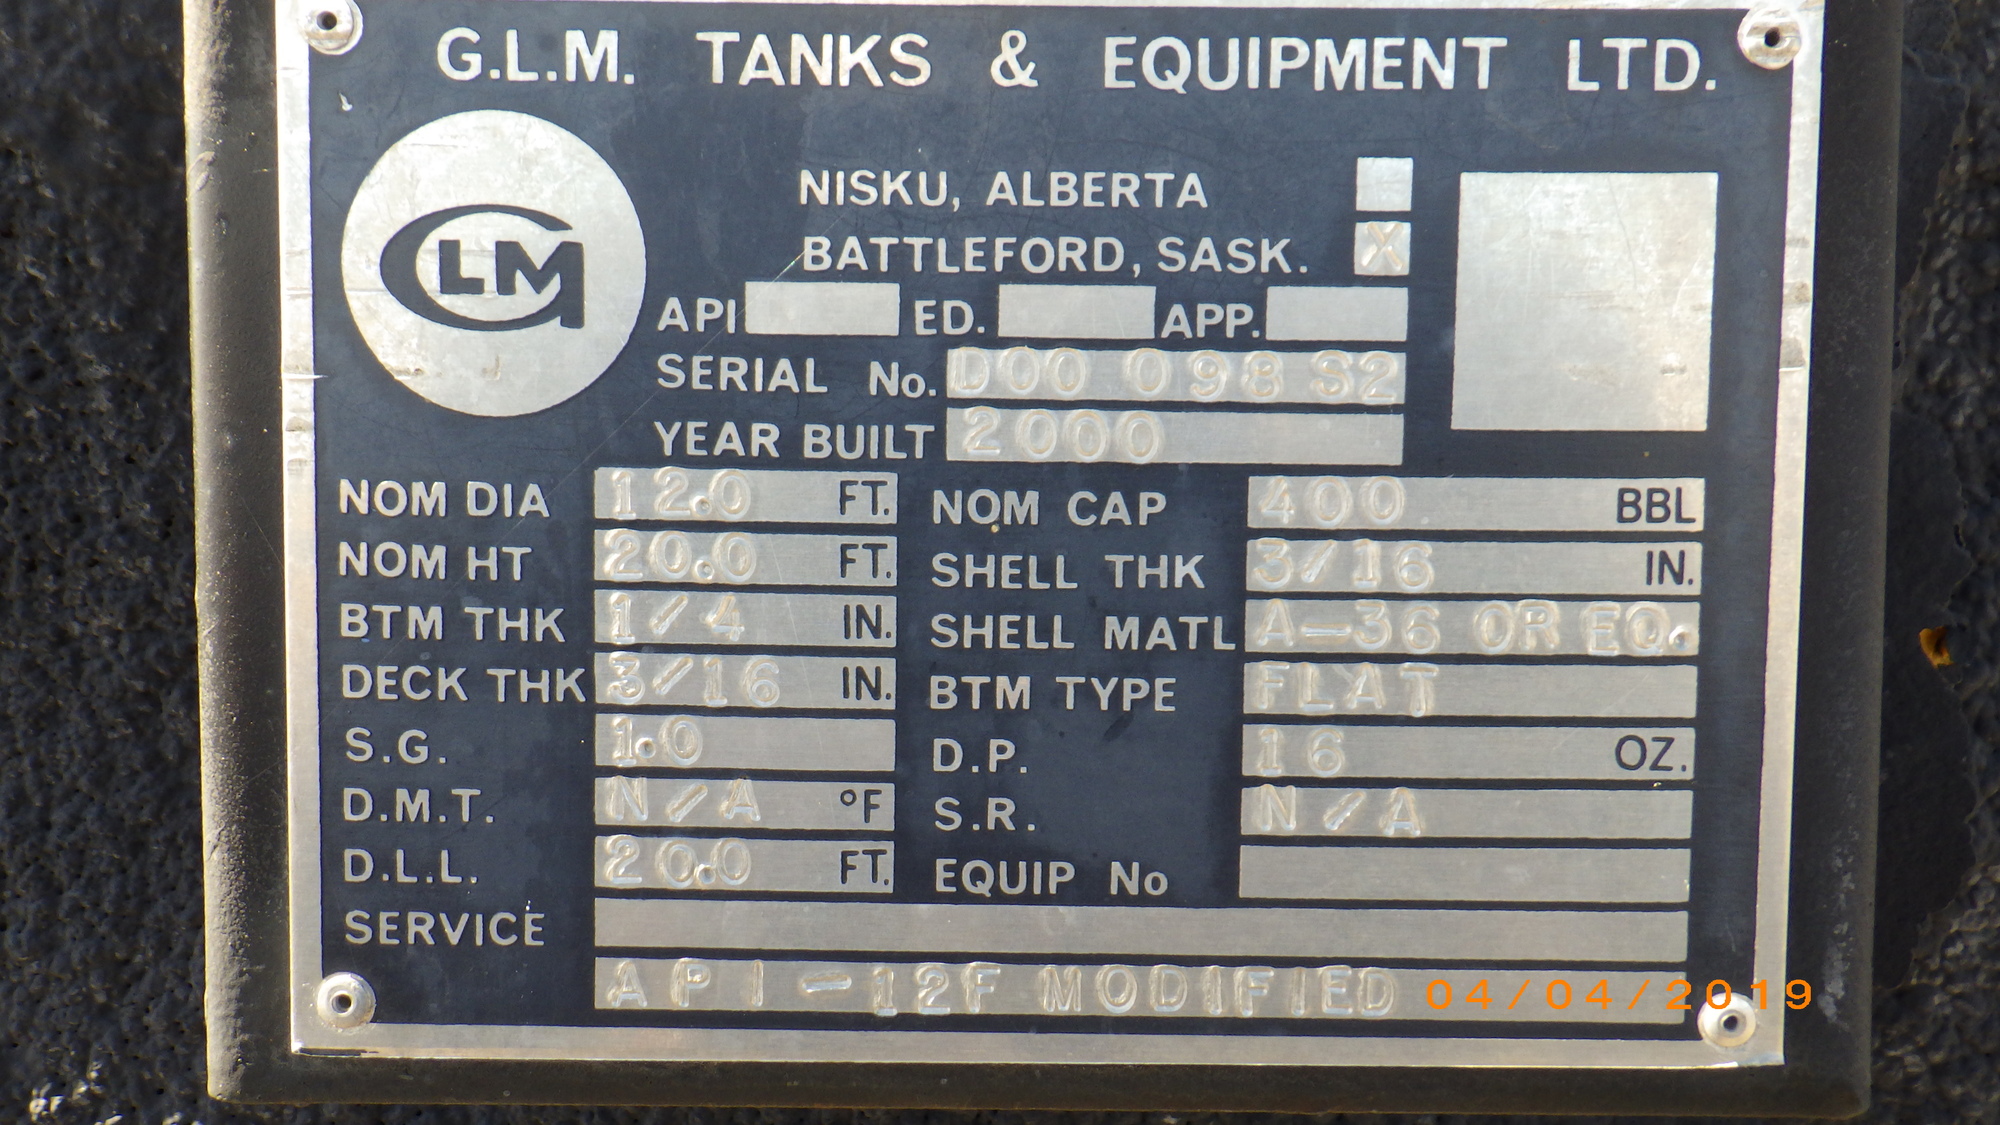 G.L.M. TANKS & EQUIPMENT LTD.
GLM
NISKU, ALBERTA
BATTLEFORD, SASK. X
API ED. APP.
SERIAL No. D00 098 S2
YEAR BUILT 2000
NOM DIA 12.0 FT. NOM CAP 400 BBL
NOM HT 20.0 FT. SHELL THK 3/16 IN.
BTM THK 1/4 IN. SHELL MATL A-36 OR EQ.
DECK THK 3/16 IN. BTM TYPE FLAT
S.G. 1.0 D.P. 16 OZ.
D.M.T. N/A °F S.R. N/A
D.L.L. 20.0 FT. EQUIP No
SERVICE
API-12F MODIFIED
04/04/2019